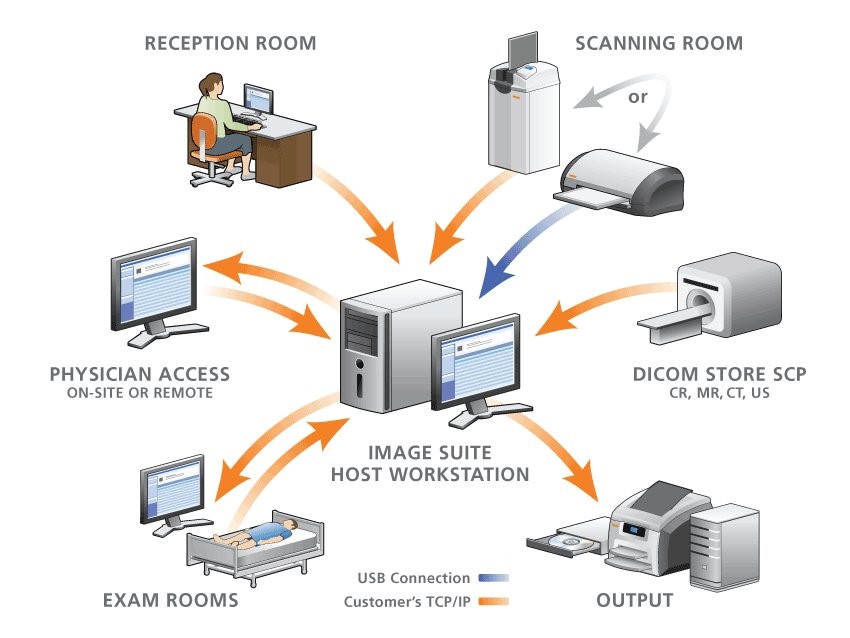 RECEPTION ROOM
SCANNING ROOM
or
PHYSICIAN ACCESS
ON-SITE OR REMOTE
DICOM STORE SCP
CR, MR, CT, US
IMAGE SUITE
HOST WORKSTATION
EXAM ROOMS
USB Connection
Customer's TCP/IP
OUTPUT